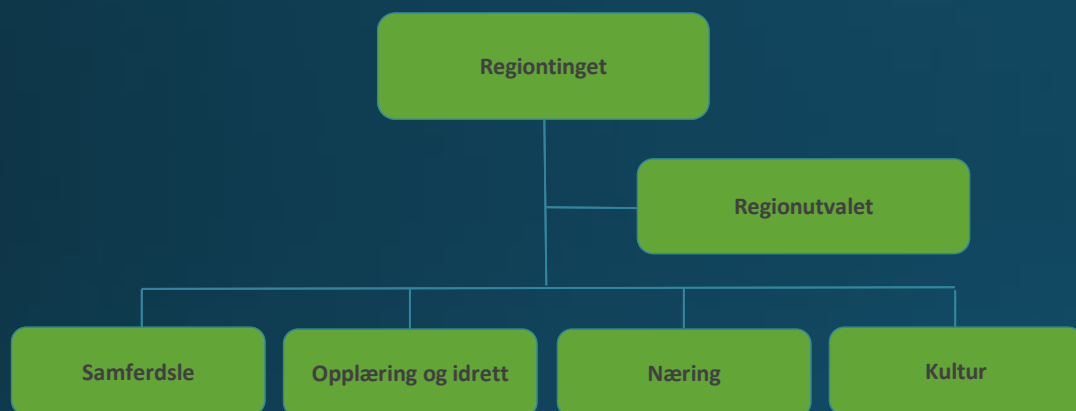 Regiontinget
Regionutvalet
Samferdsle
Opplæring og idrett
Næring
Kultur